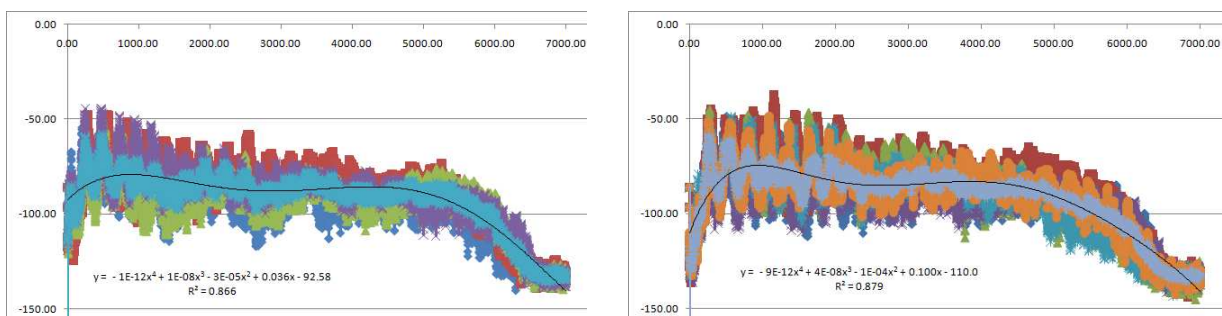 0.00
0.00 1000.00 2000.00 3000.00 4000.00 5000.00 6000.00 7000.00
-50.00
-100.00
y = - 1E-12x⁴ + 1E-08x³ - 3E-05x² + 0.036x - 92.58
R² = 0.866
-150.00
0.00
0.00 1000.00 2000.00 3000.00 4000.00 5000.00 6000.00 7000.00
-50.00
-100.00
y = - 9E-12x⁴ + 4E-08x³ - 1E-04x² + 0.100x - 110.0
R² = 0.879
-150.00